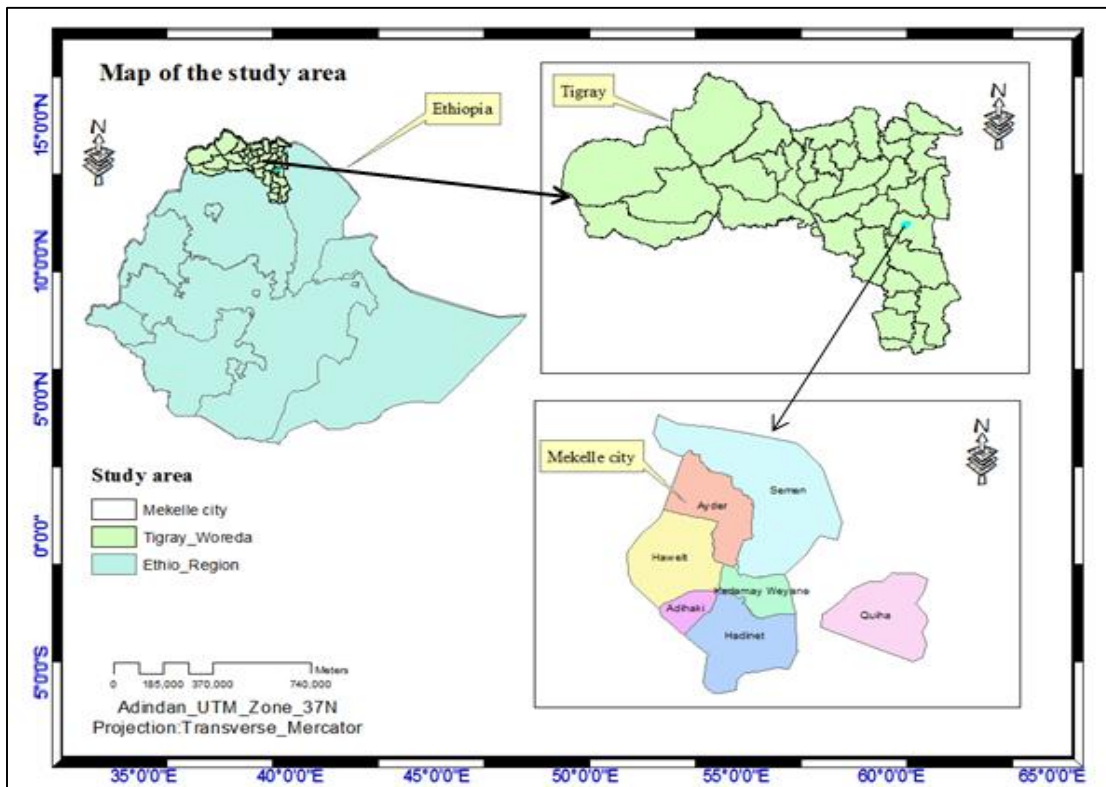 Map of the study area
Ethiopia
Tigray
N
N
15°0'0"N
10°0'0"N
5°0'0"N
0°0'0"
5°0'0"S
Study area
Mekelle city
Tigray_Woreda
Ethio_Region
Meters
0 185,000 370,000 740,000
Adindan_UTM_Zone_37N
Projection:Transverse_Mercator
N
Mekelle city
Semen
Ayder
Hawelt
Kedamay Weyane
Adihaki
Hadinet
Quiha
35°0'0"E 40°0'0"E 50°0'0"E 55°0'0"E 60°0'0"E 65°0'0"E